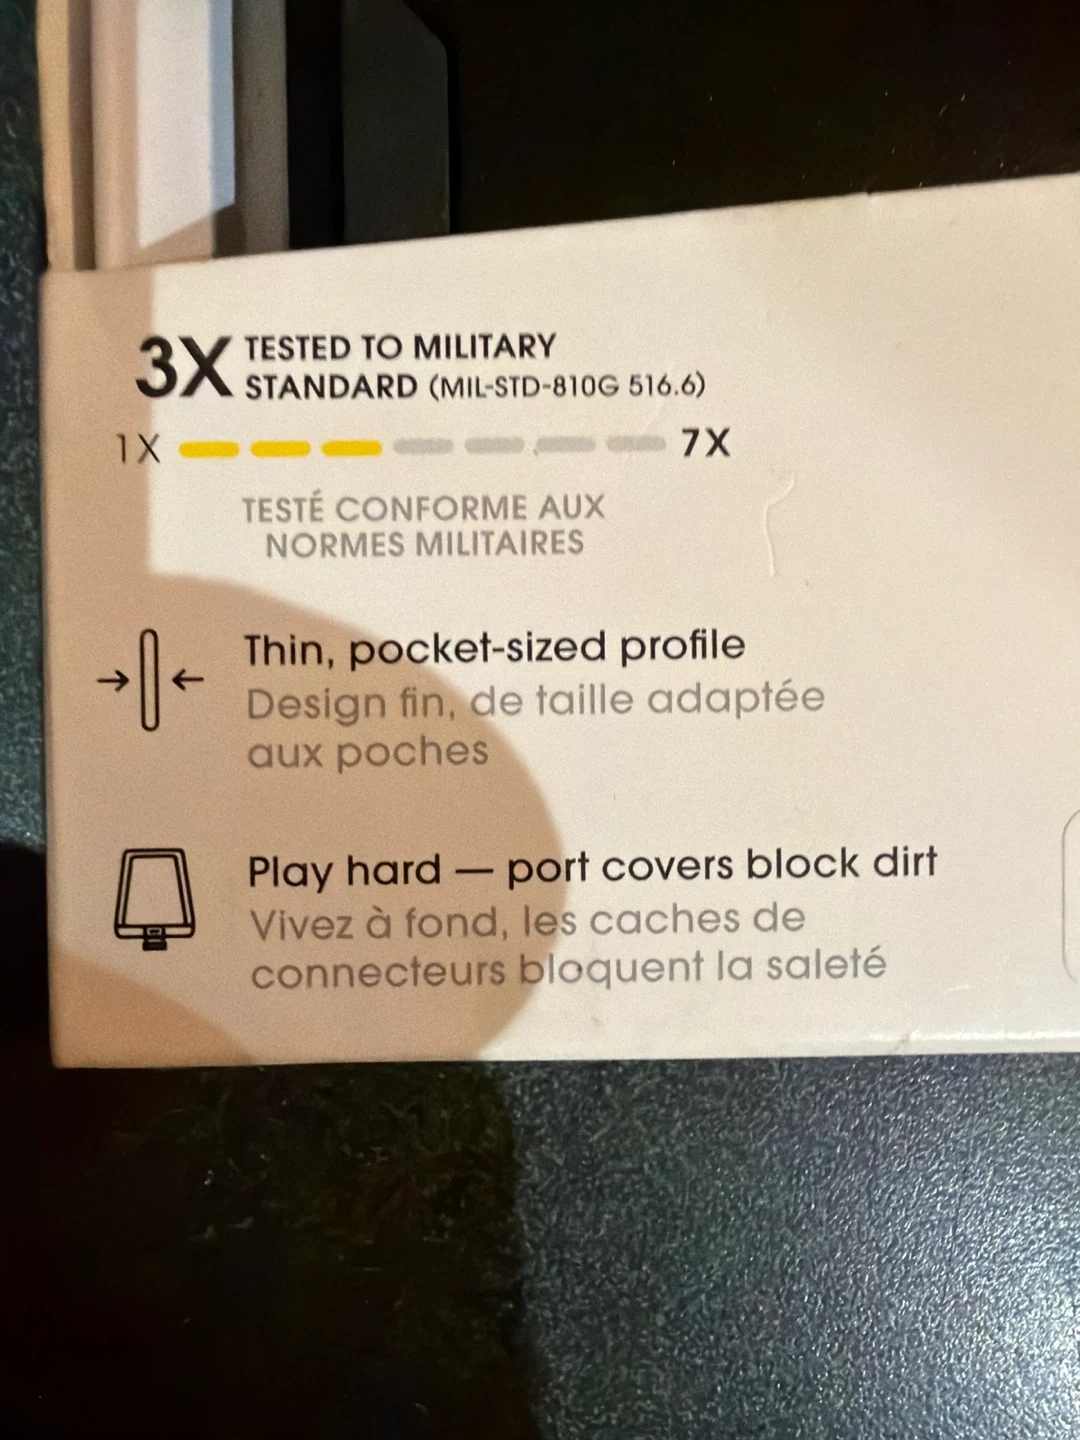 3X TESTED TO MILITARY
STANDARD (MIL-STD-810G 516.6)
1X 7X
TESTÉ CONFORME AUX
NORMES MILITAIRES
Thin, pocket-sized profile
Design fin, de taille adaptée
aux poches
Play hard — port covers block dirt
Vivez à fond, les caches de
connecteurs bloquent la saleté